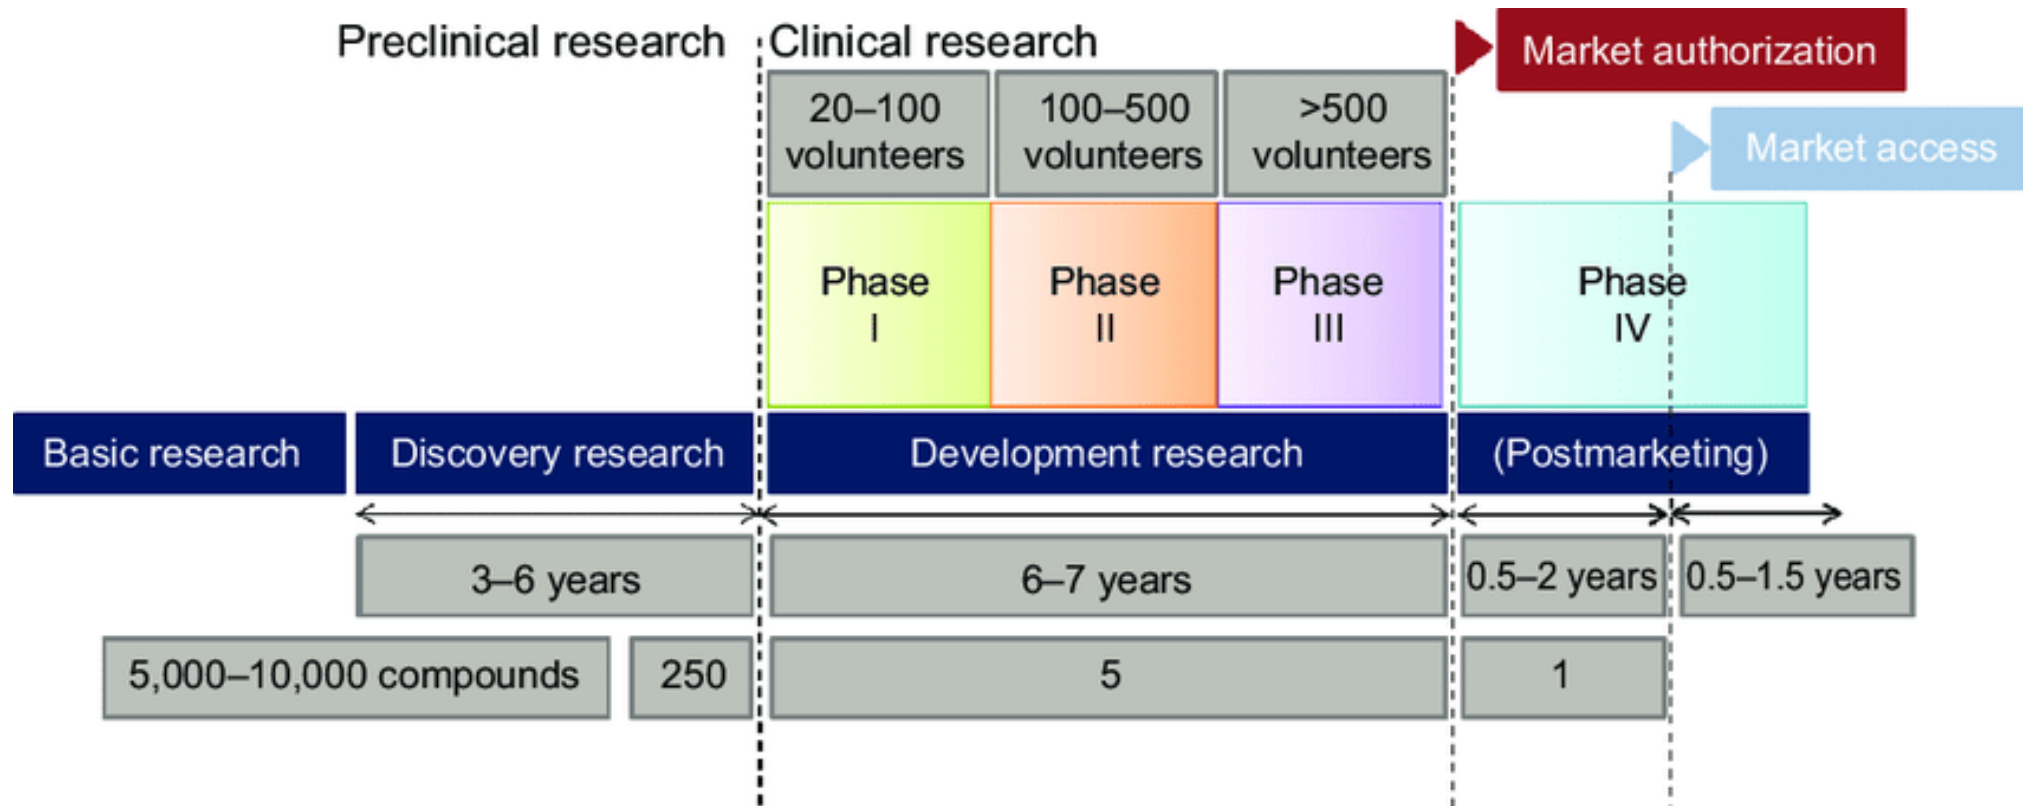 Preclinical research
Clinical research
Market authorization
Market access
20–100
volunteers
100–500
volunteers
>500
volunteers
Phase
I
Phase
II
Phase
III
Phase
IV
Basic research
Discovery research
Development research
(Postmarketing)
3–6 years
6–7 years
0.5–2 years
0.5–1.5 years
5,000–10,000 compounds
250
5
1